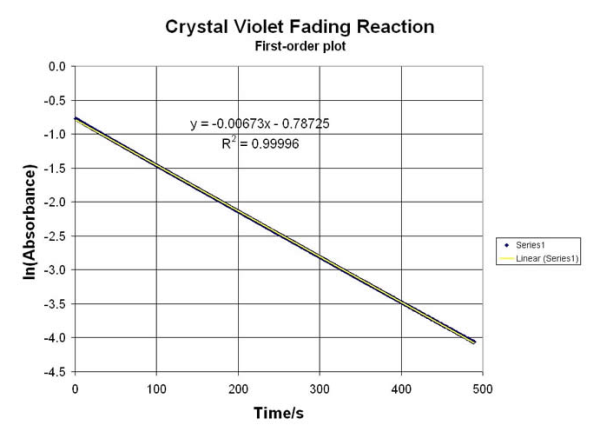 Crystal Violet Fading Reaction
First-order plot
0.0
-0.5
-1.0
-1.5
-2.0
-2.5
-3.0
-3.5
-4.0
-4.5
ln(Absorbance)
y = -0.00673x - 0.78725
R² = 0.99996
Series1
Linear (Series1)
0 100 200 300 400 500
Time/s